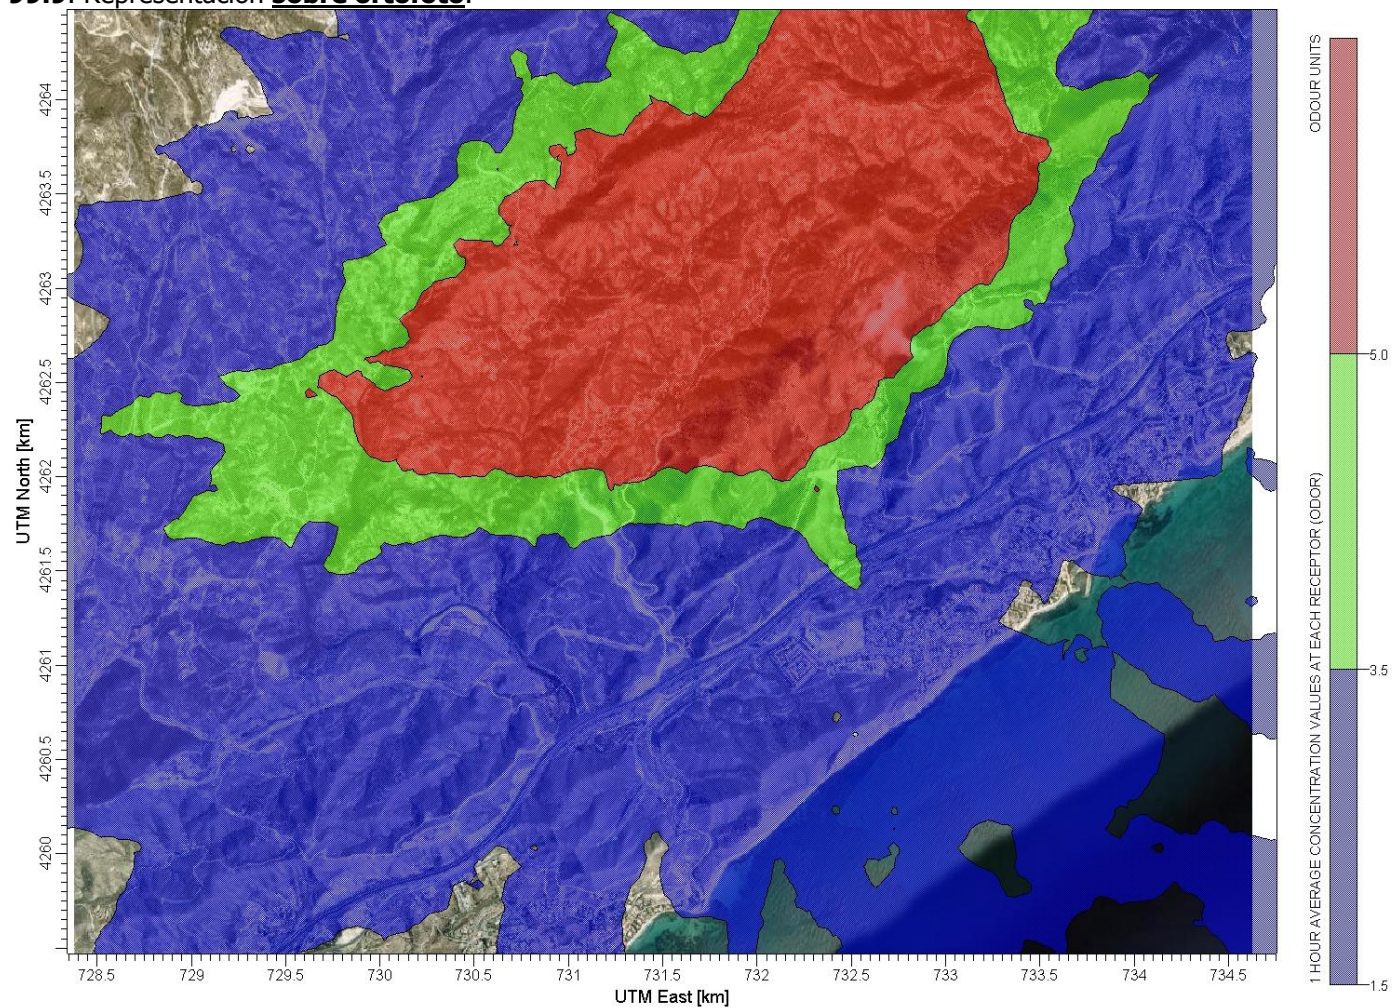 99.9. Representación sobre ortofoto.
4264
4263.5
4263
4262.5
4262
4261.5
4261
4260.5
4260
UTM North [km]
728.5 729 729.5 730 730.5 731 731.5 732 732.5 733 733.5 734 734.5
UTM East [km]
1 HOUR AVERAGE CONCENTRATION VALUES AT EACH RECEPTOR (ODOR)
ODOUR UNITS
5.0
3.5
1.5